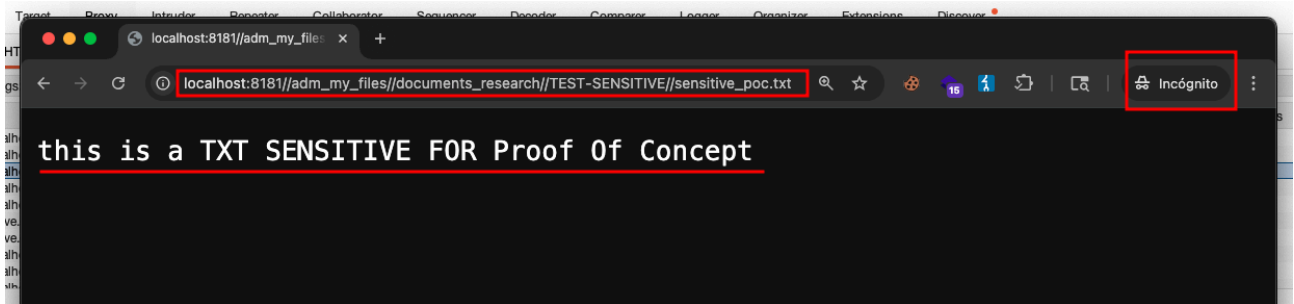 Target Proxy Intruder Repeater Collaborator Sequencer Decoder Comparer Logger Organizer Extensions Discover
localhost:8181//adm_my_files
localhost:8181//adm_my_files//documents_research//TEST-SENSITIVE//sensitive_poc.txt
15
Incógnito
this is a TXT SENSITIVE FOR Proof Of Concept